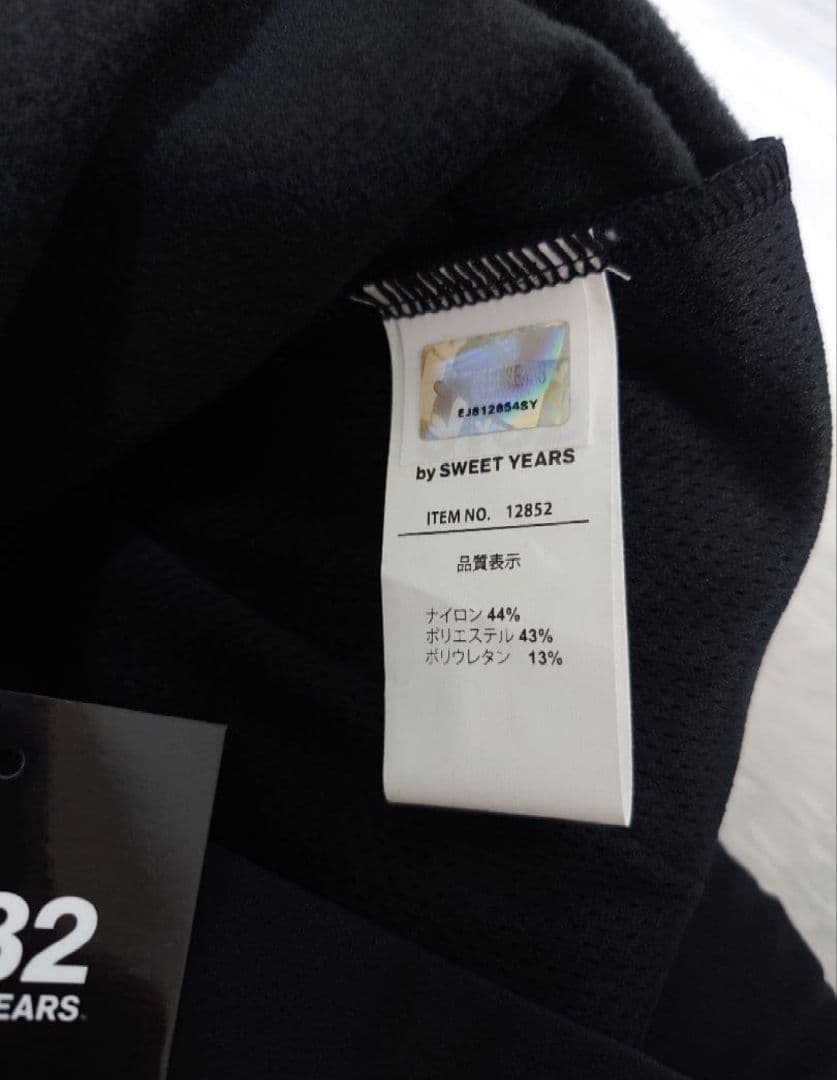 EJ812854SY
by SWEET YEARS
ITEM NO. 12852
品質表示
ナイロン 44%
ポリエステル 43%
ポリウレタン 13%
32
EARS